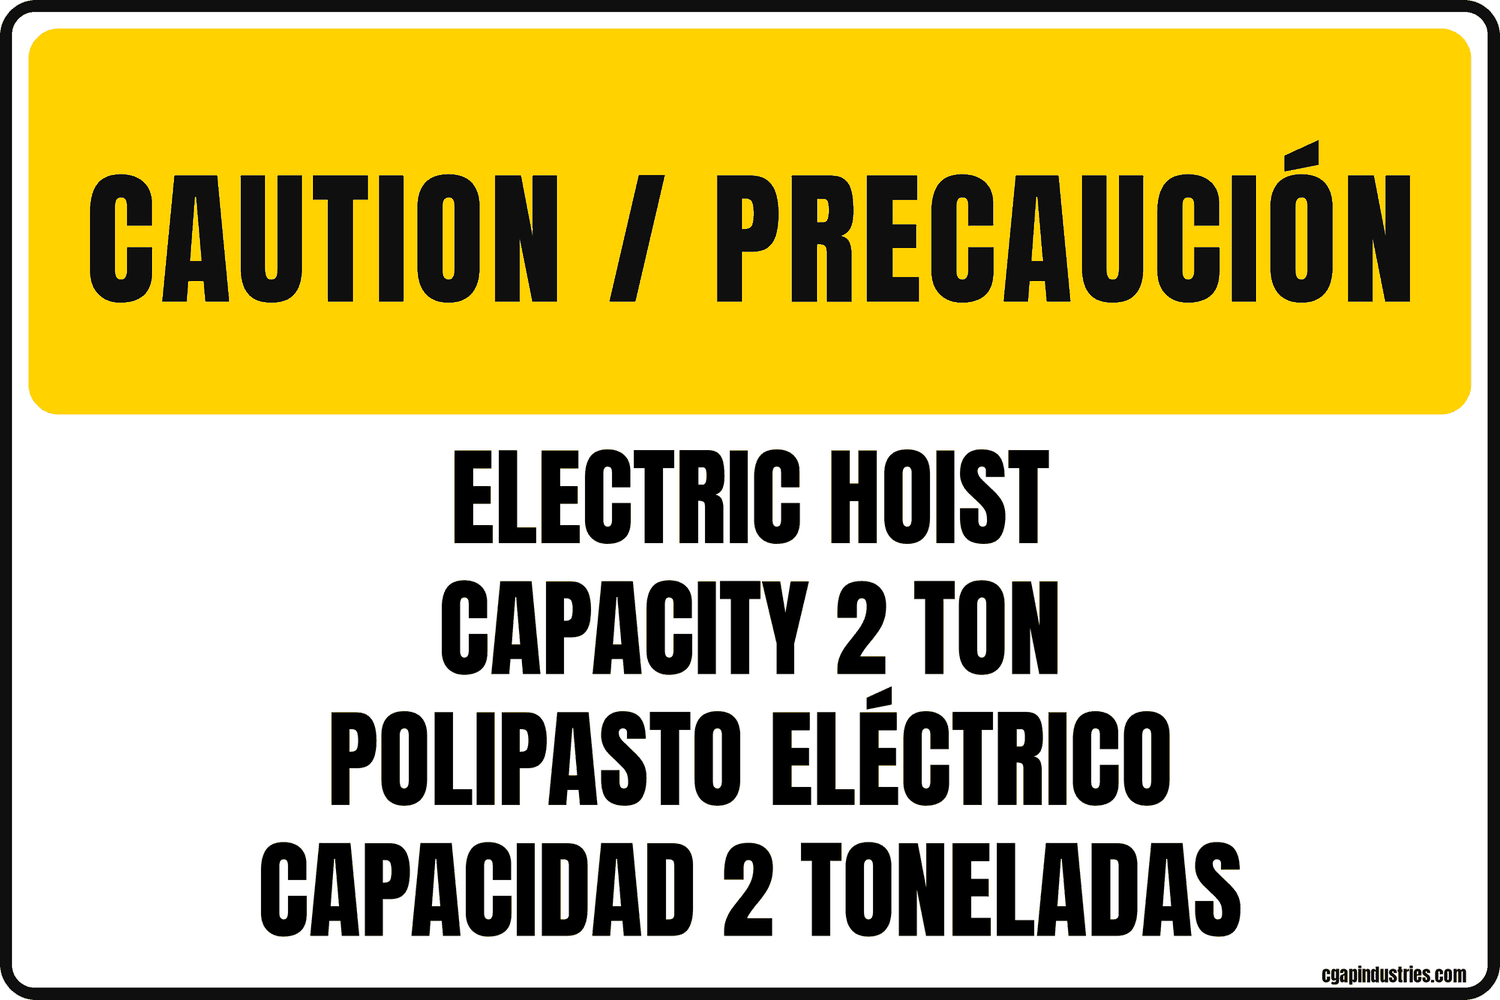 CAUTION / PRECAUCIÓN
ELECTRIC HOIST
CAPACITY 2 TON
POLIPASTO ELÉCTRICO
CAPACIDAD 2 TONELADAS
cgapindustries.com